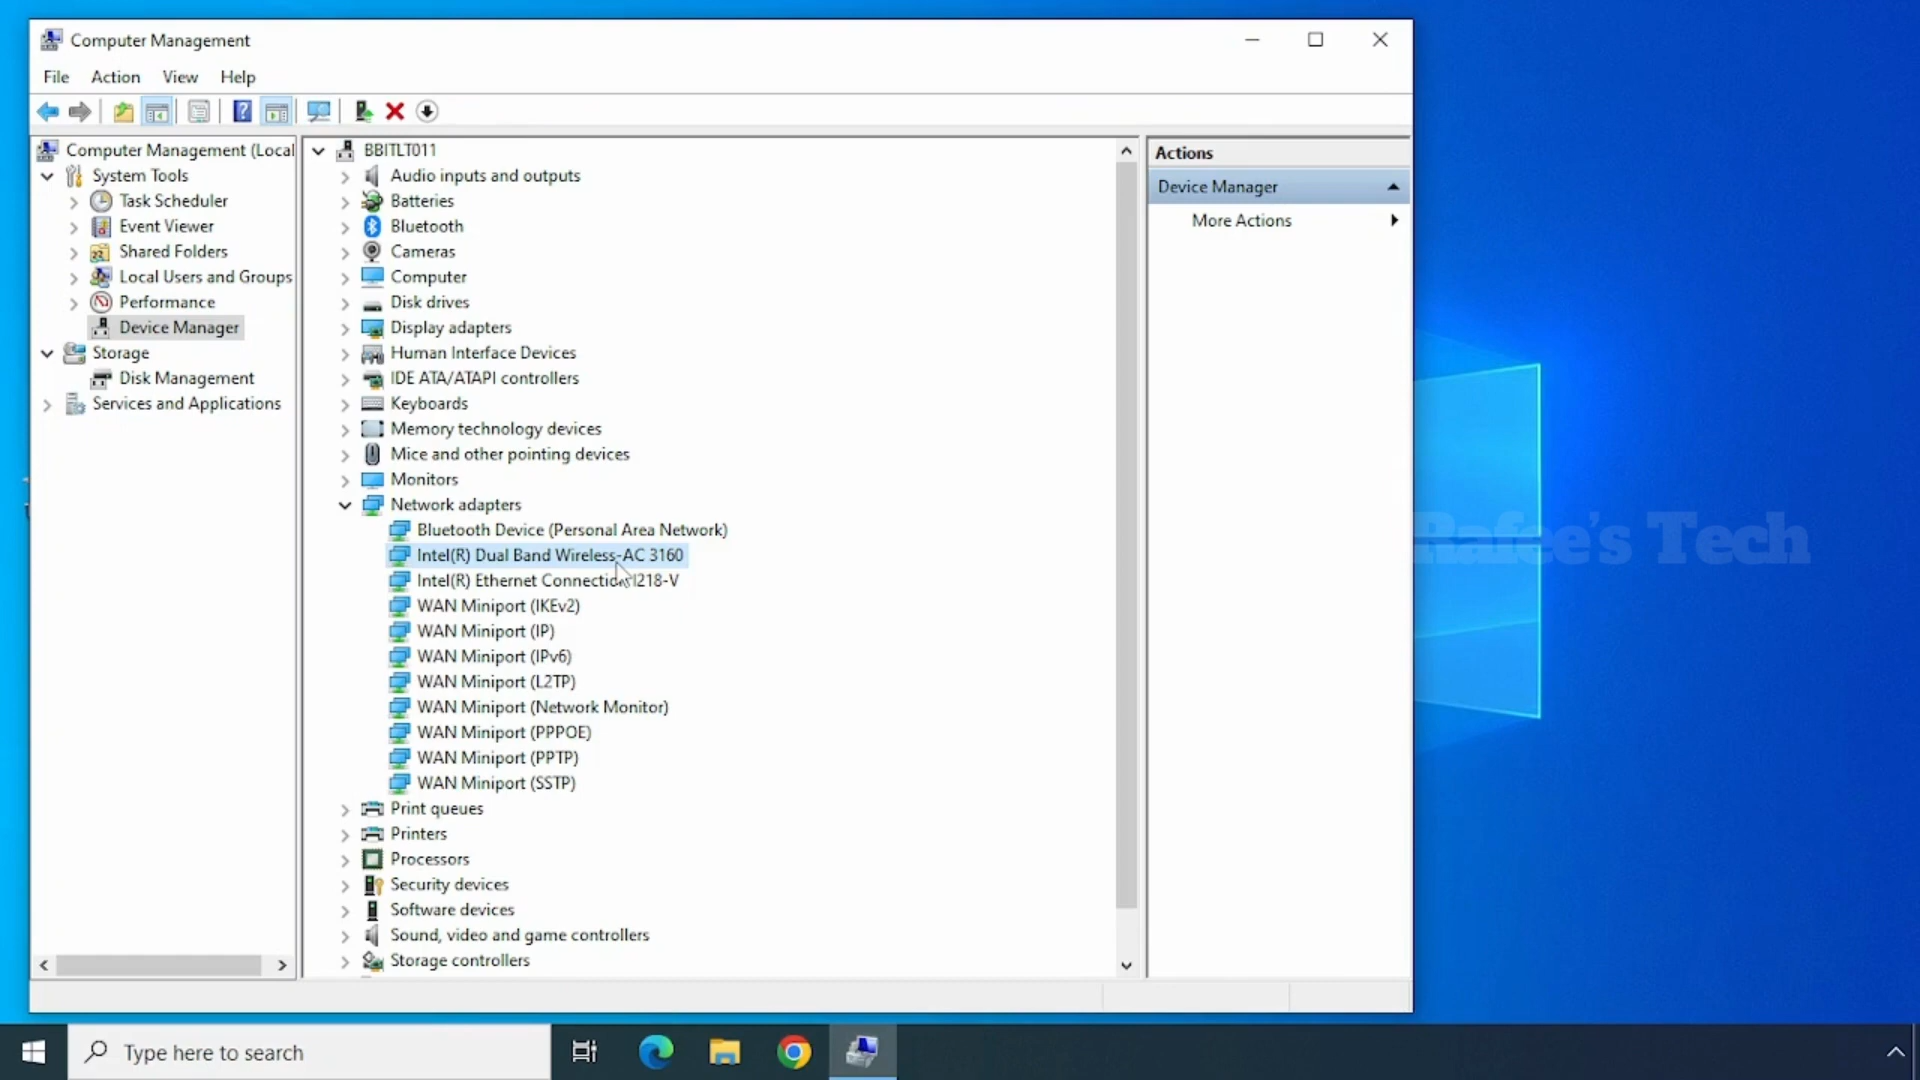 Computer Management
File Action View Help
Computer Management (Local
System Tools
Task Scheduler
Event Viewer
Shared Folders
Local Users and Groups
Performance
Device Manager
Storage
Disk Management
Services and Applications
BBITLT011
Audio inputs and outputs
Batteries
Bluetooth
Cameras
Computer
Disk drives
Display adapters
Human Interface Devices
IDE ATA/ATAPI controllers
Keyboards
Memory technology devices
Mice and other pointing devices
Monitors
Network adapters
Bluetooth Device (Personal Area Network)
Intel(R) Dual Band Wireless-AC 3160
Intel(R) Ethernet Connection I218-V
WAN Miniport (IKEv2)
WAN Miniport (IP)
WAN Miniport (IPv6)
WAN Miniport (L2TP)
WAN Miniport (Network Monitor)
WAN Miniport (PPPOE)
WAN Miniport (PPTP)
WAN Miniport (SSTP)
Print queues
Printers
Processors
Security devices
Software devices
Sound, video and game controllers
Storage controllers
Actions
Device Manager
More Actions
Rafee's Tech
Type here to search